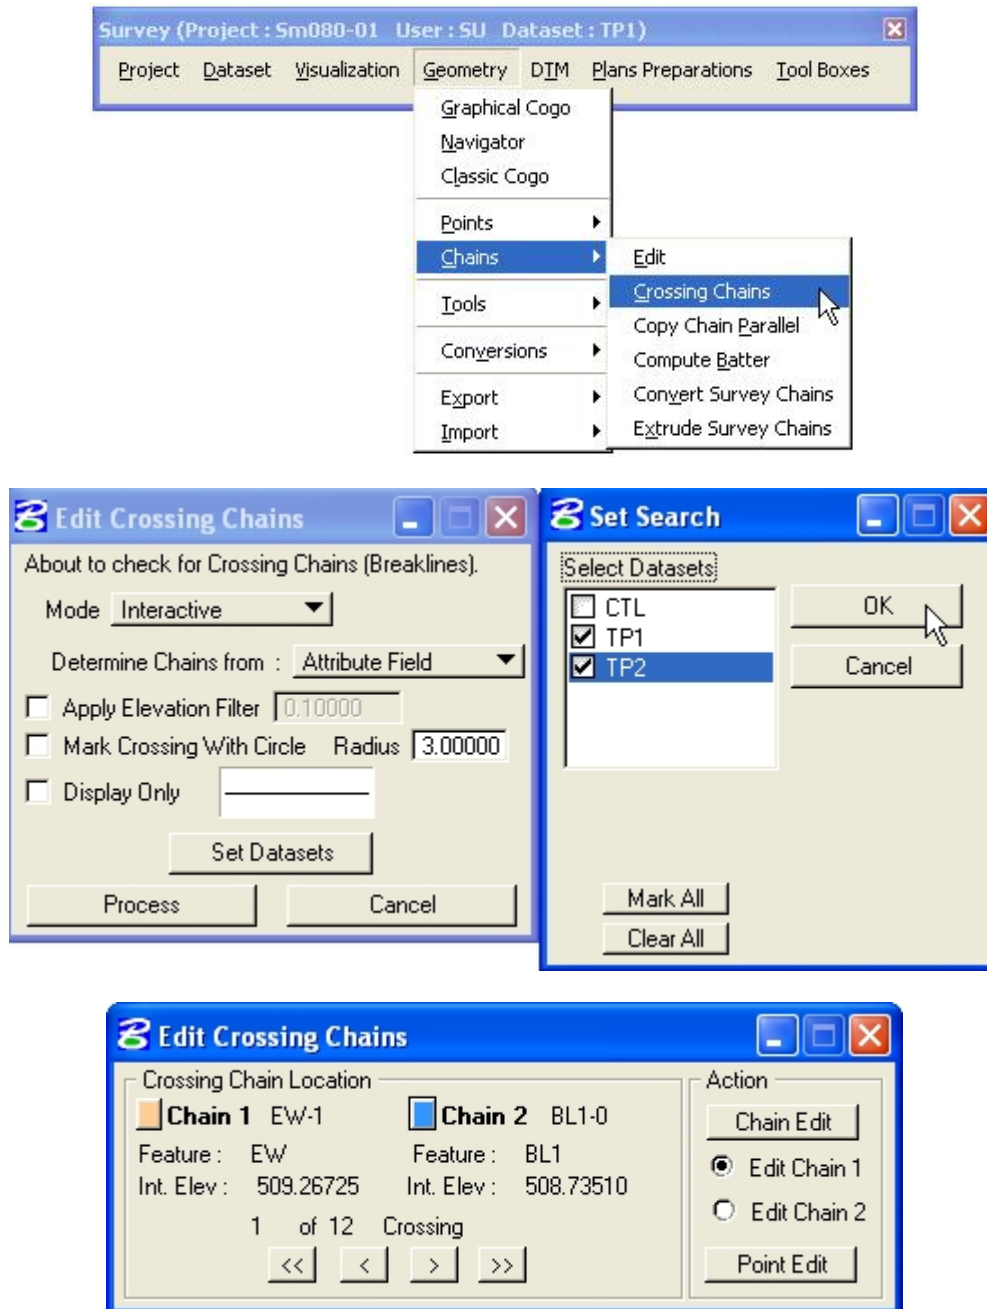 Survey (Project : Sm080-01 User : SU Dataset : TP1)
Project Dataset Visualization Geometry DTM Plans Preparations Tool Boxes
Graphical Cogo
Navigator
Classic Cogo
Points
Chains
Tools
Conversions
Export
Import
Edit
Crossing Chains
Copy Chain Parallel
Compute Batter
Convert Survey Chains
Extrude Survey Chains
Edit Crossing Chains
About to check for Crossing Chains (Breaklines).
Mode Interactive
Determine Chains from : Attribute Field
Apply Elevation Filter 0.10000
Mark Crossing With Circle Radius 3.00000
Display Only
Set Datasets
Process Cancel
Set Search
Select Datasets
CTL
TP1
TP2
OK
Cancel
Mark All
Clear All
Edit Crossing Chains
Crossing Chain Location
Chain 1 EW-1 Chain 2 BL1-0
Feature : EW Feature : BL1
Int. Elev : 509.26725 Int. Elev : 508.73510
1 of 12 Crossing
<< < > >>
Action
Chain Edit
Edit Chain 1
Edit Chain 2
Point Edit